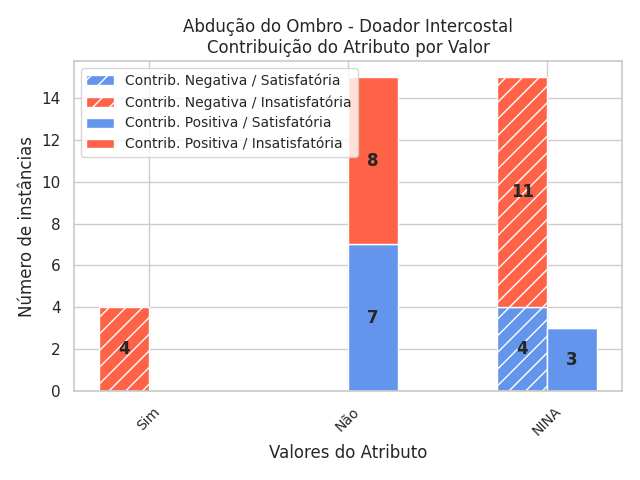 Abdução do Ombro - Doador Intercostal
Contribuição do Atributo por Valor
Contrib. Negativa / Satisfatória
Contrib. Negativa / Insatisfatória
Contrib. Positiva / Satisfatória
Contrib. Positiva / Insatisfatória
Número de instâncias
14
12
10
8
6
4
2
0
4
8
7
11
4
3
Sim
Não
NINA
Valores do Atributo